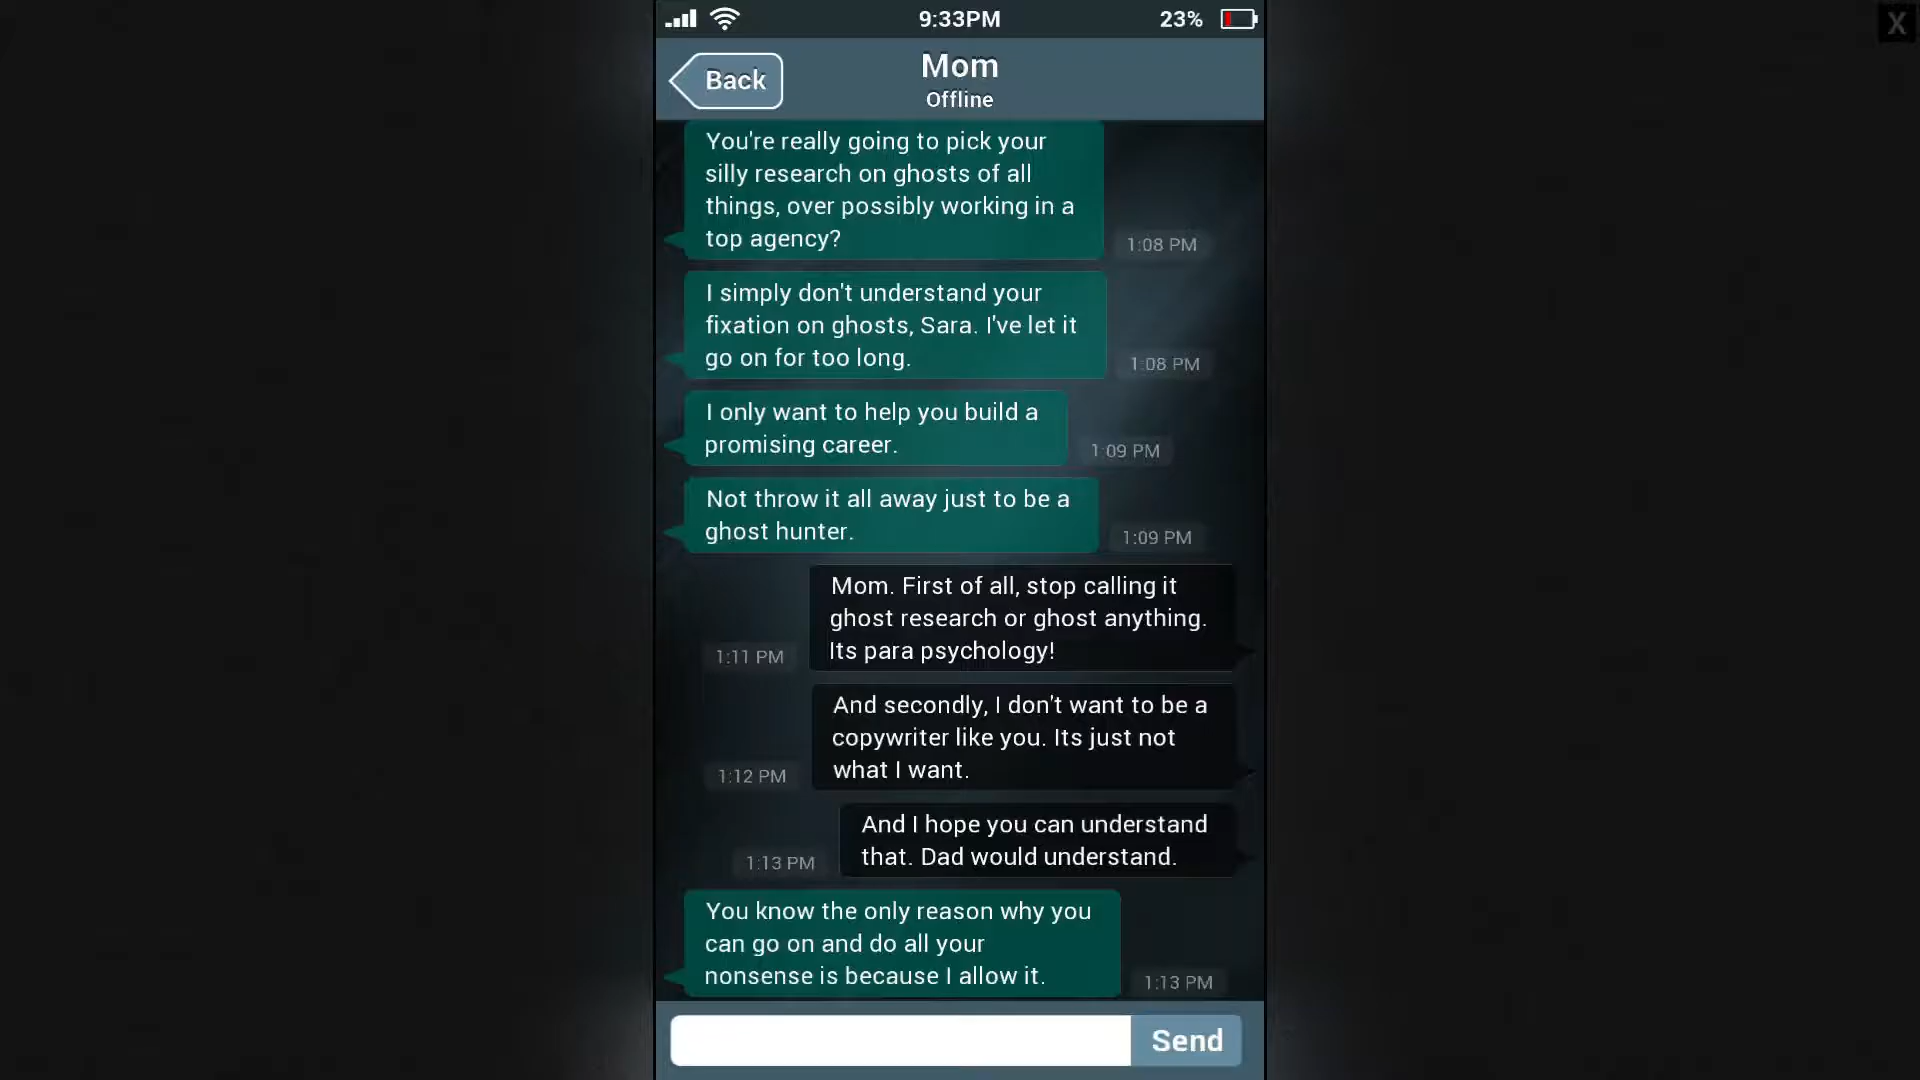 9:33PM
23%
X
Back
Mom
Offline
You're really going to pick your
silly research on ghosts of all
things, over possibly working in a
top agency?
1:08 PM
I simply don't understand your
fixation on ghosts, Sara. I've let it
go on for too long.
1:08 PM
I only want to help you build a
promising career.
1:09 PM
Not throw it all away just to be a
ghost hunter.
1:09 PM
Mom. First of all, stop calling it
ghost research or ghost anything.
Its para psychology!
1:11 PM
And secondly, I don't want to be a
copywriter like you. Its just not
what I want.
1:12 PM
And I hope you can understand
that. Dad would understand.
1:13 PM
You know the only reason why you
can go on and do all your
nonsense is because I allow it.
1:13 PM
Send